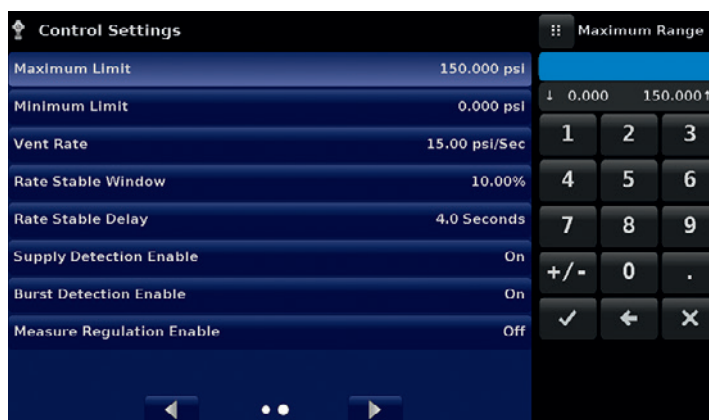 Control Settings
Maximum Limit 150.000 psi
Minimum Limit 0.000 psi
Vent Rate 15.00 psi/Sec
Rate Stable Window 10.00%
Rate Stable Delay 4.0 Seconds
Supply Detection Enable On
Burst Detection Enable On
Measure Regulation Enable Off
Maximum Range
↓ 0.000 150.000↑
1 2 3
4 5 6
7 8 9
+/- 0 .